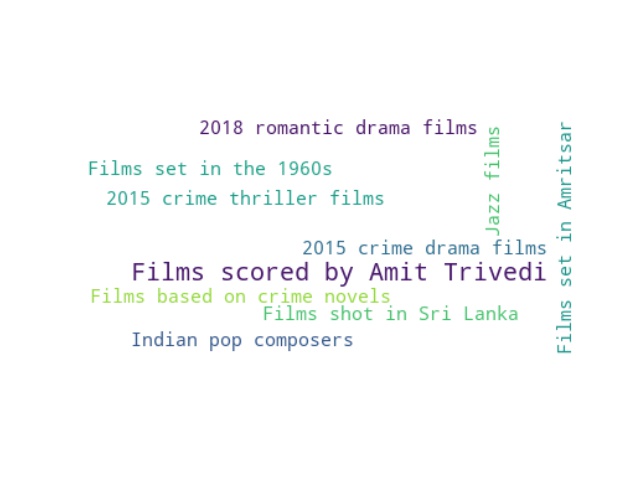 2018 romantic drama films
Jazz films
Films set in Amritsar
Films set in the 1960s
2015 crime thriller films
2015 crime drama films
Films scored by Amit Trivedi
Films based on crime novels
Films shot in Sri Lanka
Indian pop composers